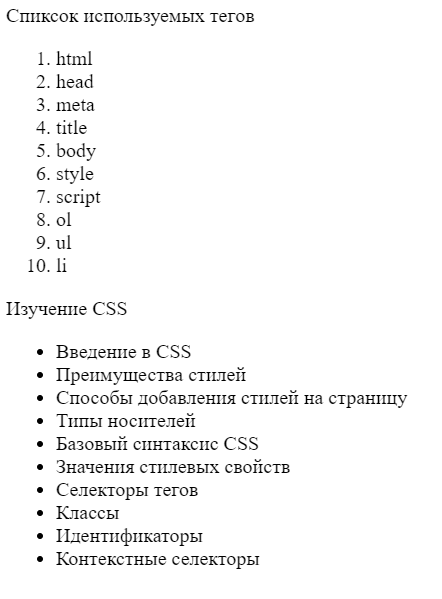 Спиксок используемых тегов
1. html
2. head
3. meta
4. title
5. body
6. style
7. script
8. ol
9. ul
10. li
Изучение CSS
• Введение в CSS
• Преимущества стилей
• Способы добавления стилей на страницу
• Типы носителей
• Базовый синтаксис CSS
• Значения стилевых свойств
• Селекторы тегов
• Классы
• Идентификаторы
• Контекстные селекторы